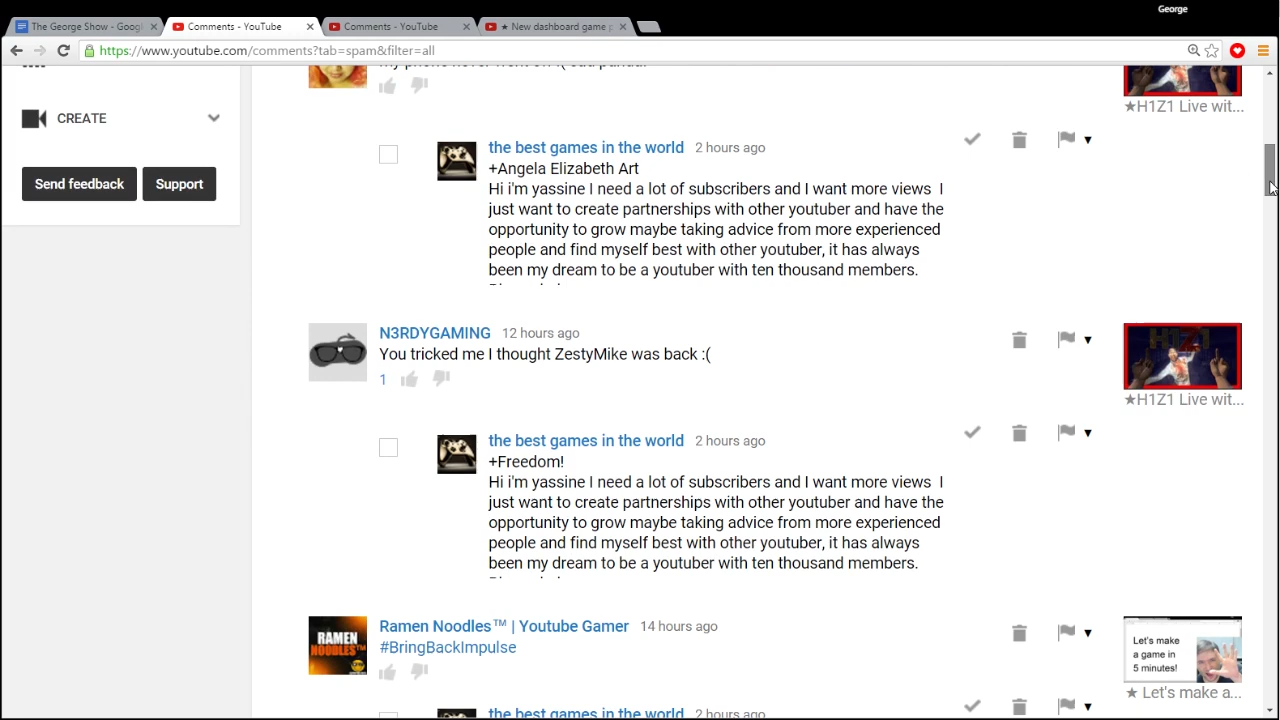 George
The George Show - Goog
Comments - YouTube
Comments - YouTube
★ New dashboard game p
https://www.youtube.com/comments?tab=spam&filter=all
★H1Z1 Live wit...
CREATE
Send feedback
Support
the best games in the world 2 hours ago
+Angela Elizabeth Art
Hi i'm yassine I need a lot of subscribers and I want more views I
just want to create partnerships with other youtuber and have the
opportunity to grow maybe taking advice from more experienced
people and find myself best with other youtuber, it has always
been my dream to be a youtuber with ten thousand members.
N3RDYGAMING 12 hours ago
You tricked me I thought ZestyMike was back :(
1
H1Z1
★H1Z1 Live wit...
the best games in the world 2 hours ago
+Freedom!
Hi i'm yassine I need a lot of subscribers and I want more views I
just want to create partnerships with other youtuber and have the
opportunity to grow maybe taking advice from more experienced
people and find myself best with other youtuber, it has always
been my dream to be a youtuber with ten thousand members.
Ramen Noodles™ | Youtube Gamer 14 hours ago
#BringBackImpulse
RAMEN
NOODLES™
Let's make
a game in
5 minutes!
★ Let's make a...
the best games in the world 2 hours ago